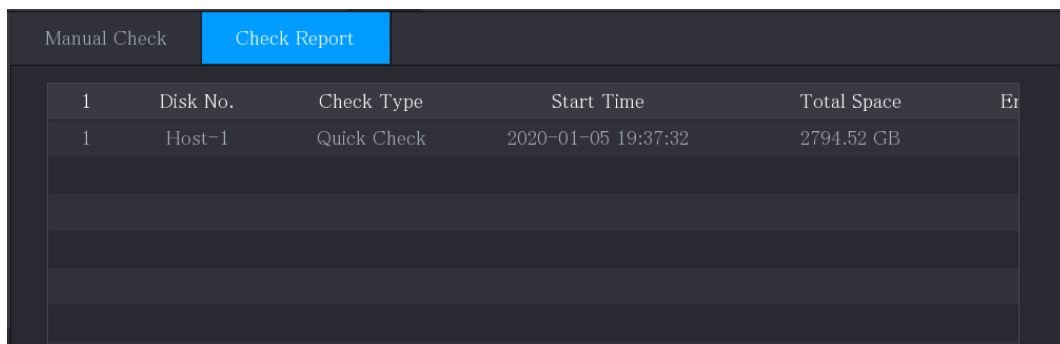 Manual Check Check Report
1 Disk No. Check Type Start Time Total Space Er
1 Host-1 Quick Check 2020-01-05 19:37:32 2794.52 GB